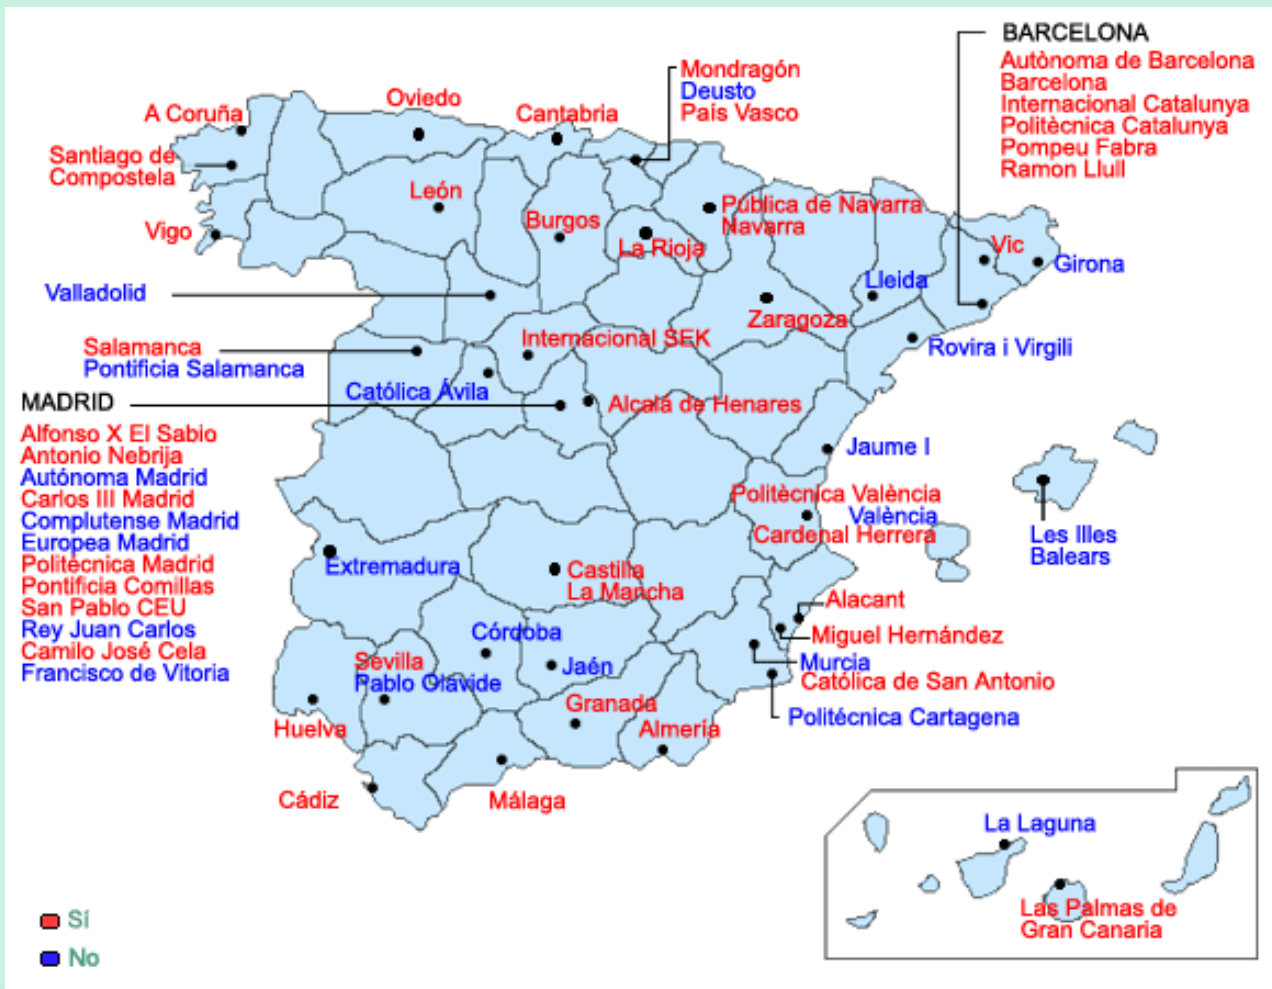 BARCELONA
Autònoma de Barcelona
Barcelona
Internacional Catalunya
Politècnica Catalunya
Pompeu Fabra
Ramon Llull
Mondragón
Deusto
País Vasco
Oviedo
Cantabria
A Coruña
Santiago de
Compostela
León
Burgos
Pública de Navarra
Navarra
La Rioja
Vigo
Vic
Girona
Lleida
Valladolid
Zaragoza
Internacional SEK
Rovira i Virgili
Salamanca
Pontificia Salamanca
Católica Ávila
MADRID
Alcalá de Henares
Alfonso X El Sabio
Antonio Nebrija
Autónoma Madrid
Carlos III Madrid
Complutense Madrid
Europea Madrid
Politécnica Madrid
Pontificia Comillas
San Pablo CEU
Rey Juan Carlos
Camilo José Cela
Francisco de Vitoria
Jaume I
Politècnica València
València
Cardenal Herrera
Les Illes
Balears
Extremadura
Castilla
La Mancha
Alacant
Miguel Hernández
Murcia
Católica de San Antonio
Politécnica Cartagena
Córdoba
Jaén
Sevilla
Pablo Olavide
Granada
Huelva
Almería
Cádiz
Málaga
La Laguna
Las Palmas de
Gran Canaria
Sí
No